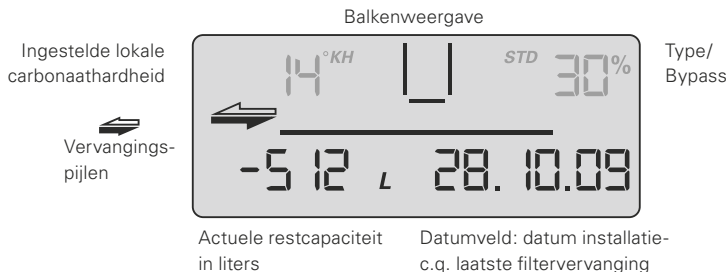 Balkenweergave
Ingestelde lokale
carbonaathardheid
14°KH
STD 30%
Type/
Bypass
Vervangings-
pijlen
-512 L 28.10.09
Actuele restcapaciteit
in liters
Datumveld: datum installatie-
c.q. laatste filtervervanging